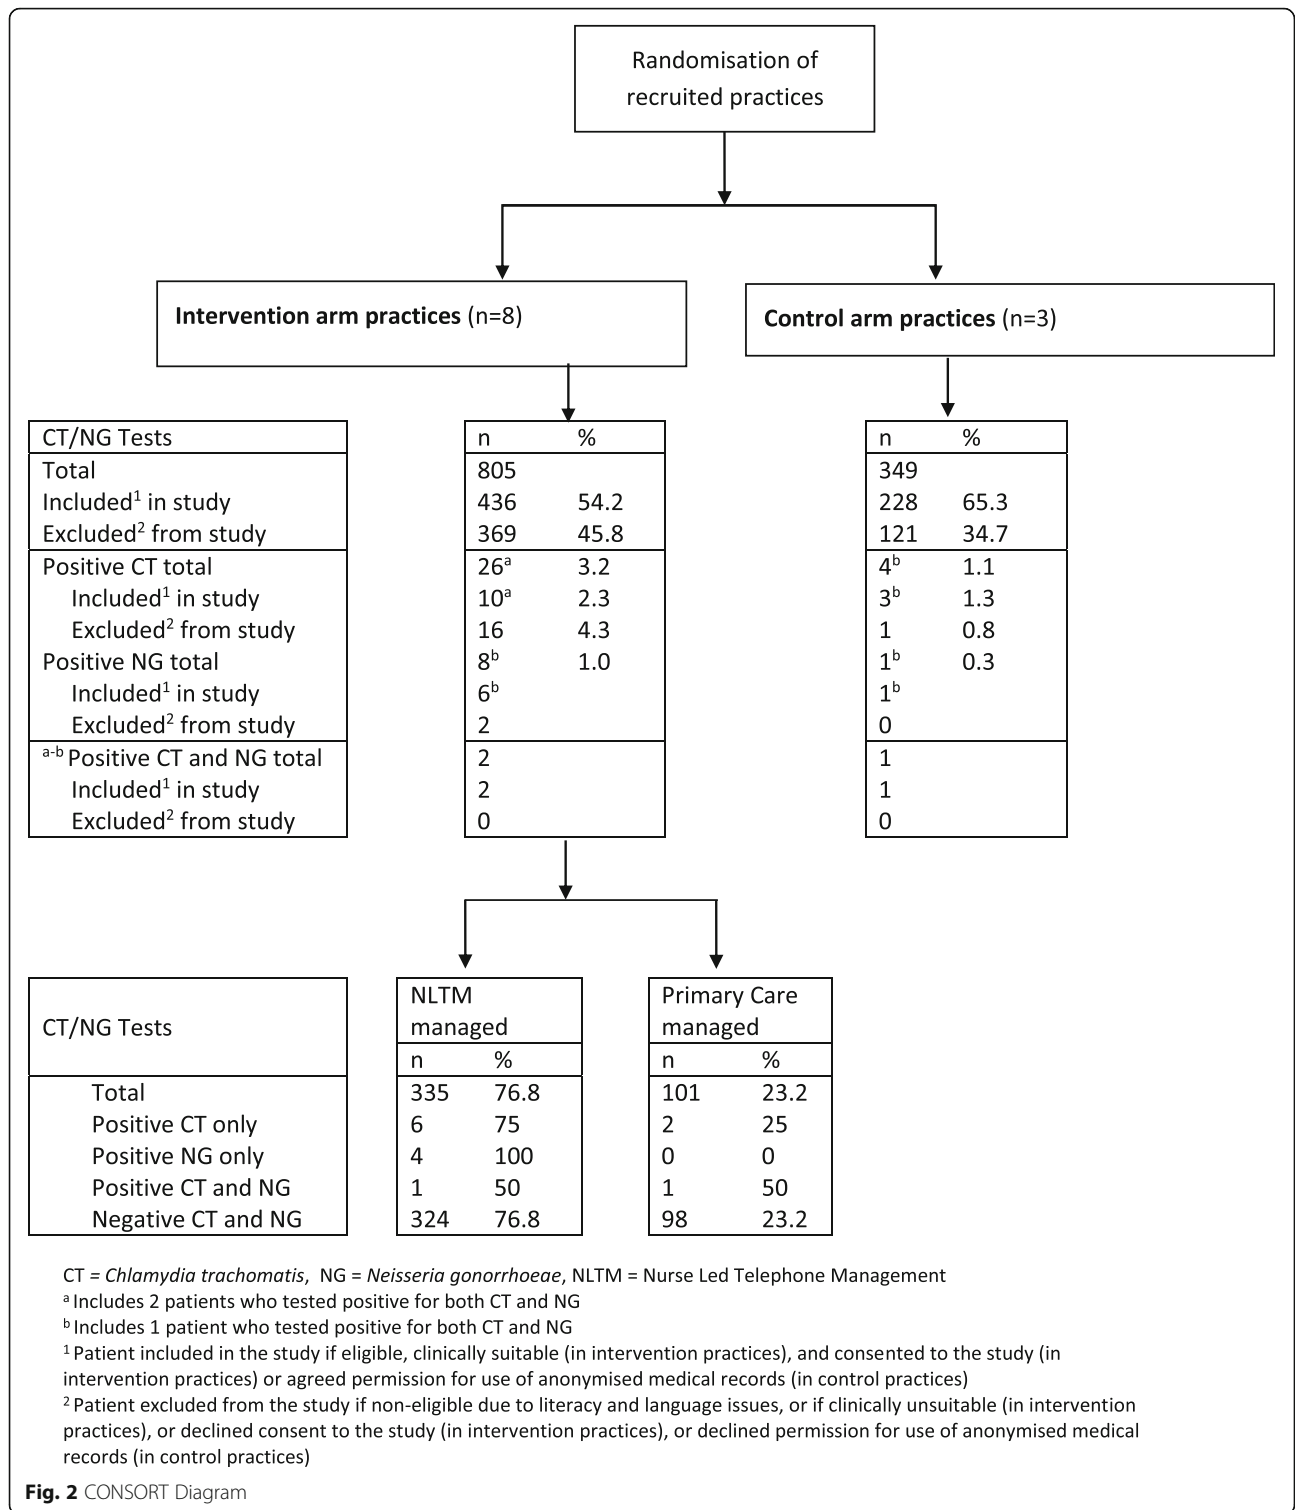 Randomisation of
recruited practices
Intervention arm practices (n=8)
Control arm practices (n=3)
CT/NG Tests n % n %
Total 805 349
Included1 in study 436 54.2 228 65.3
Excluded2 from study 369 45.8 121 34.7
Positive CT total 26a 3.2 4b 1.1
Included1 in study 10a 2.3 3b 1.3
Excluded2 from study 16 4.3 1 0.8
Positive NG total 8b 1.0 1b 0.3
Included1 in study 6b 1b
Excluded2 from study 2 0
a-b Positive CT and NG total 2 1
Included1 in study 2 1
Excluded2 from study 0 0
NLTM Primary Care
CT/NG Tests managed managed
n % n %
Total 335 76.8 101 23.2
Positive CT only 6 75 2 25
Positive NG only 4 100 0 0
Positive CT and NG 1 50 1 50
Negative CT and NG 324 76.8 98 23.2
CT = Chlamydia trachomatis, NG = Neisseria gonorrhoeae, NLTM = Nurse Led Telephone Management
a Includes 2 patients who tested positive for both CT and NG
b Includes 1 patient who tested positive for both CT and NG
1 Patient included in the study if eligible, clinically suitable (in intervention practices), and consented to the study (in
intervention practices) or agreed permission for use of anonymised medical records (in control practices)
2 Patient excluded from the study if non-eligible due to literacy and language issues, or if clinically unsuitable (in intervention
practices), or declined consent to the study (in intervention practices), or declined permission for use of anonymised medical
records (in control practices)
Fig. 2 CONSORT Diagram